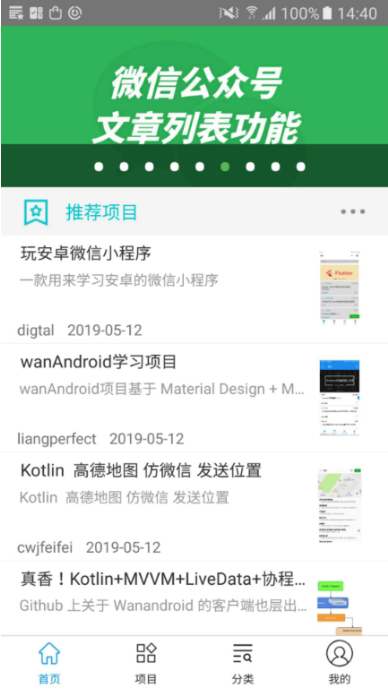 100% 14:40
微信公众号
文章列表功能
推荐项目
玩安卓微信小程序
一款用来学习安卓的微信小程序
digtal 2019-05-12
Flutter
wanAndroid学习项目
wanAndroid项目基于 Material Design + M...
liangperfect 2019-05-12
Kotlin 高德地图 仿微信 发送位置
Kotlin 高德地图 仿微信 发送位置
cwjfeifei 2019-05-12
真香！Kotlin+MVVM+LiveData+协程...
Github 上关于 Wanandroid 的客户端也层出...
首页 项目 分类 我的